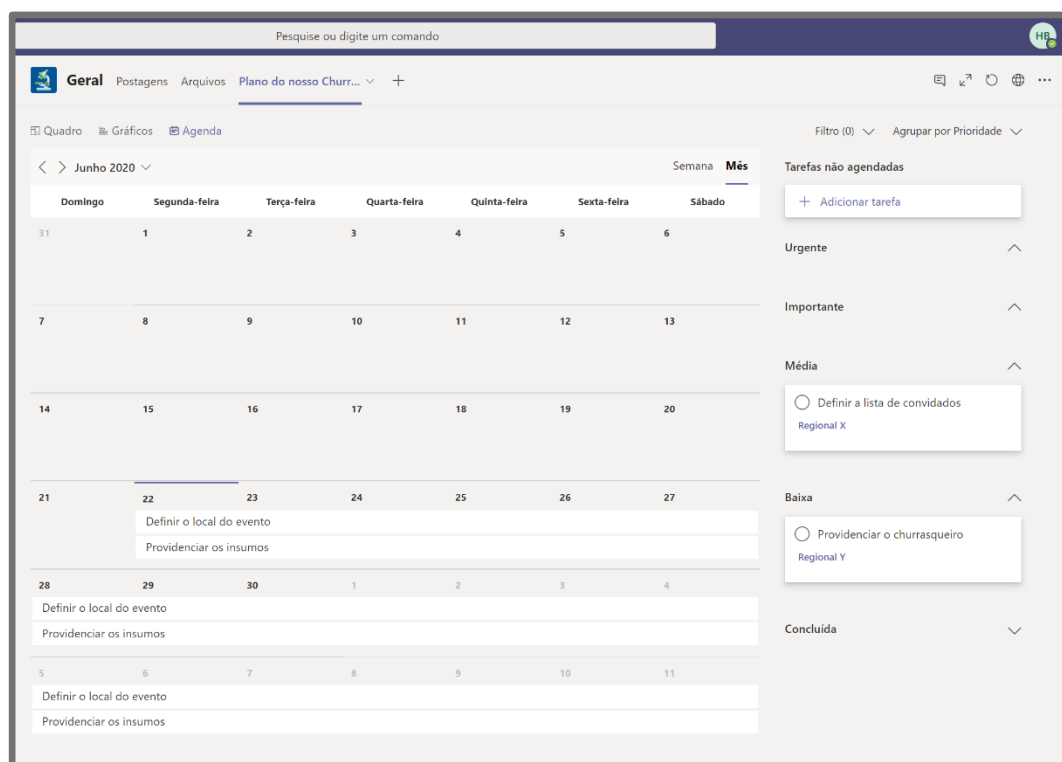 Pesquise ou digite um comando
HB
Geral Postagens Arquivos Plano do nosso Churr...
Quadro Gráficos Agenda Filtro (0) Agrupar por Prioridade
Junho 2020 Semana Mês
Domingo Segunda-feira Terça-feira Quarta-feira Quinta-feira Sexta-feira Sábado
31 1 2 3 4 5 6
7 8 9 10 11 12 13
14 15 16 17 18 19 20
21 22 23 24 25 26 27
Definir o local do evento
Providenciar os insumos
28 29 30 1 2 3 4
Definir o local do evento
Providenciar os insumos
5 6 7 8 9 10 11
Definir o local do evento
Providenciar os insumos
Tarefas não agendadas
+ Adicionar tarefa
Urgente
Importante
Média
Definir a lista de convidados
Regional X
Baixa
Providenciar o churrasqueiro
Regional Y
Concluída